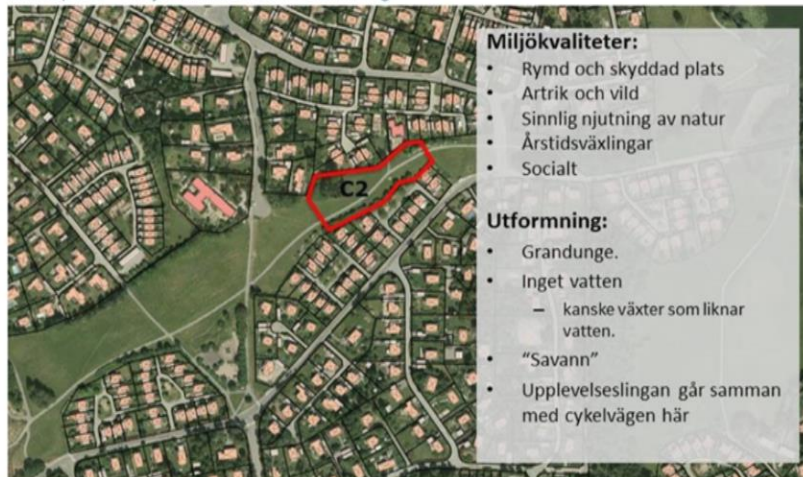 C2
Miljökvaliteter:
• Rymd och skyddad plats
• Artrik och vild
• Sinnlig njutning av natur
• Årstidsväxlingar
• Socialt
Utformning:
• Grandunge.
• Inget vatten
– kanske växter som liknar
vatten.
• “Savann”
• Upplevelseslingan går samman
med cykelvägen här